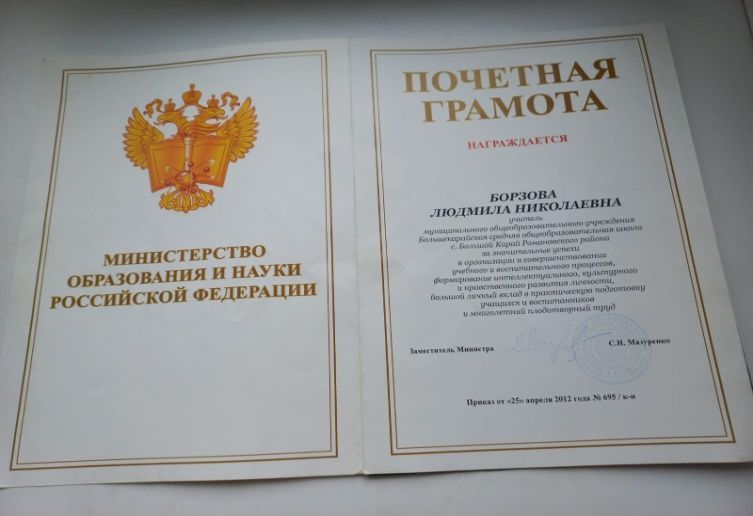 МИНИСТЕРСТВО
ОБРАЗОВАНИЯ И НАУКИ
РОССИЙСКОЙ ФЕДЕРАЦИИ
ПОЧЕТНАЯ
ГРАМОТА
НАГРАЖДАЕТСЯ
БОРЗОВА
ЛЮДМИЛА НИКОЛАЕВНА
учитель
муниципального общеобразовательного учреждения
Большекарайская средняя общеобразовательная школа
с. Большой Карай Романовского района
за значительные успехи
в организации и совершенствовании
учебного и воспитательного процессов,
формирование интеллектуального, культурного
и нравственного развития личности,
большой личный вклад в практическую подготовку
учащихся и воспитанников
и многолетний плодотворный труд
Заместитель Министра С.Н. Мазуренко
Приказ от «25» апреля 2012 года № 695 / к-н